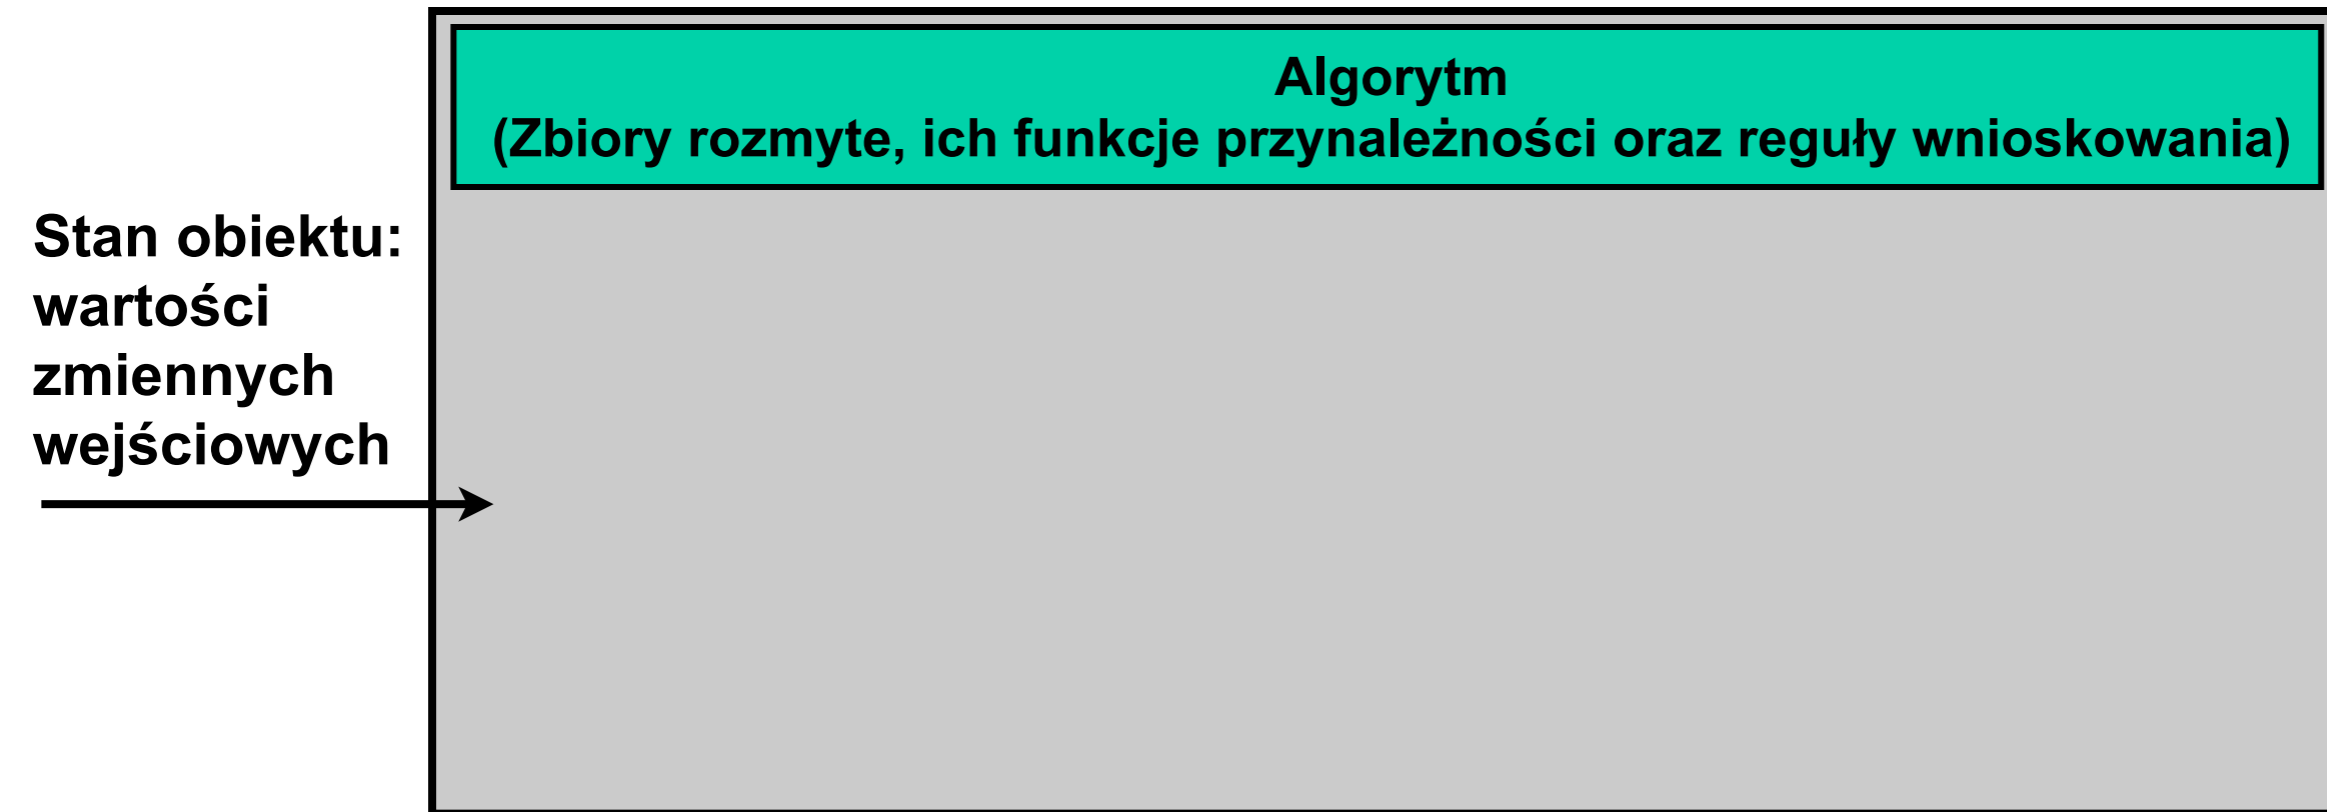 Algorytm
(Zbiory rozmyte, ich funkcje przynależności oraz reguły wnioskowania)
Stan obiektu:
wartości
zmiennych
wejściowych